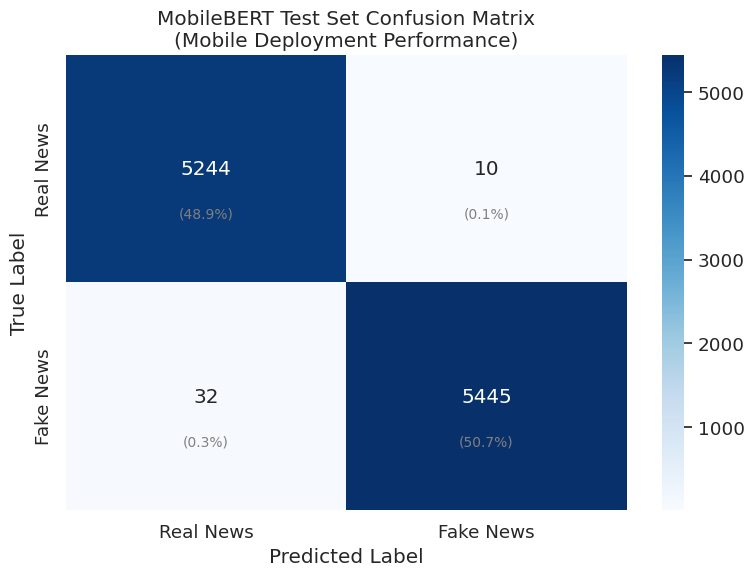 MobileBERT Test Set Confusion Matrix
(Mobile Deployment Performance)
True Label
Real News
Fake News
5244
(48.9%)
10
(0.1%)
32
(0.3%)
5445
(50.7%)
Real News
Fake News
Predicted Label
5000
4000
3000
2000
1000